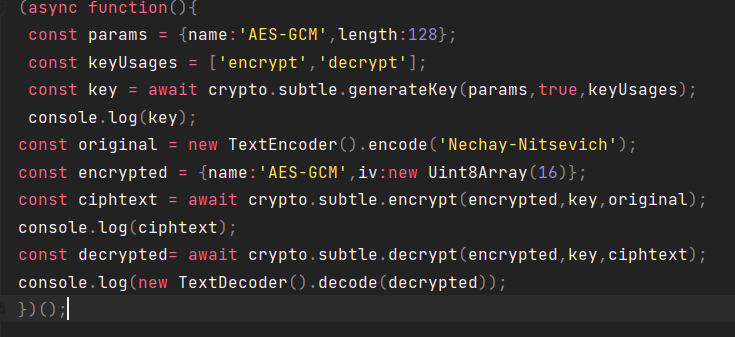 (async function(){
const params = {name:'AES-GCM',length:128};
const keyUsages = ['encrypt','decrypt'];
const key = await crypto.subtle.generateKey(params,true,keyUsages);
console.log(key);
const original = new TextEncoder().encode('Nechay-Nitsevich');
const encrypted = {name:'AES-GCM',iv:new Uint8Array(16)};
const ciphtext = await crypto.subtle.encrypt(encrypted,key,original);
console.log(ciphtext);
const decrypted= await crypto.subtle.decrypt(encrypted,key,ciphtext);
console.log(new TextDecoder().decode(decrypted));
})();